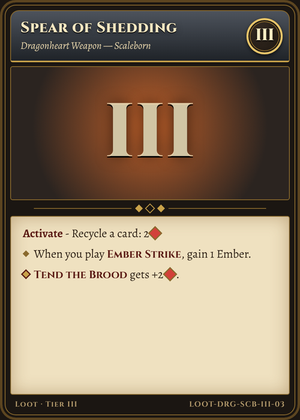 Spear of Shedding
Dragonheart Weapon — Scaleborn
III
III
Activate - Recycle a card: 2
When you play Ember Strike, gain 1 Ember.
Tend the Brood gets +2.
Loot · Tier III
LOOT-DRG-SCB-III-03